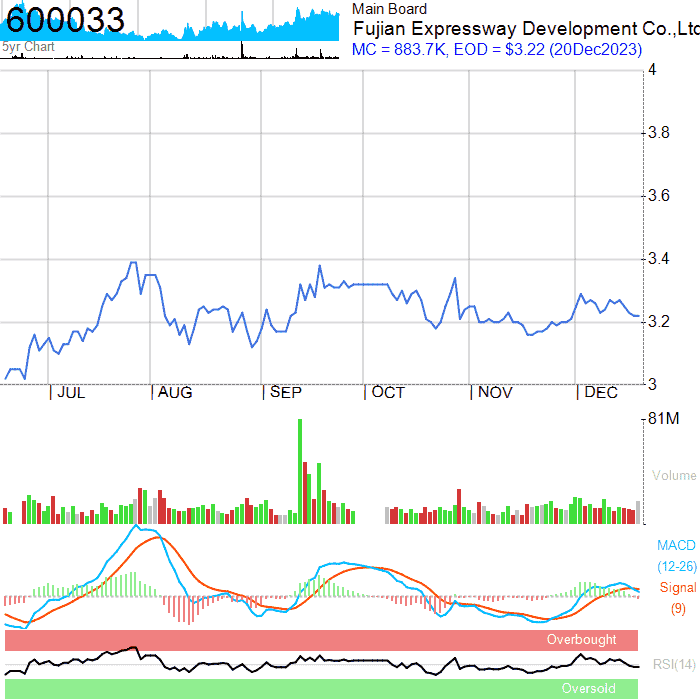 600033
5yr Chart
Main Board
Fujian Expressway Development Co.,Ltd
MC = 883.7K, EOD = $3.22 (20Dec2023)
4
3.8
3.6
3.4
3.2
3
| JUL | AUG | SEP | OCT | NOV | DEC
81M
Volume
MACD
(12-26)
Signal
(9)
Overbought
RSI(14)
Oversold